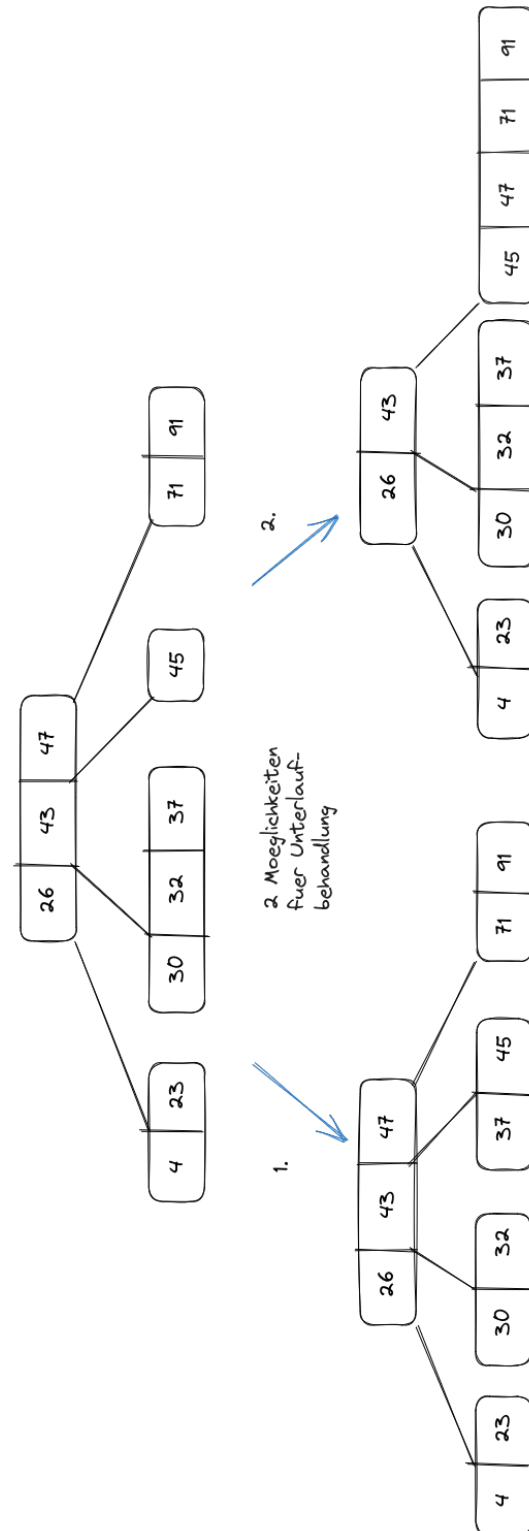 26 43 47
4 23
30 32 37
45
71 91
2 Moeglichkeiten
fuer Unterlauf-
behandlung
1.
26 43 47
4 23
30 32
37 45
71 91
2.
26 43
4 23
30 32 37
45 47 71 91